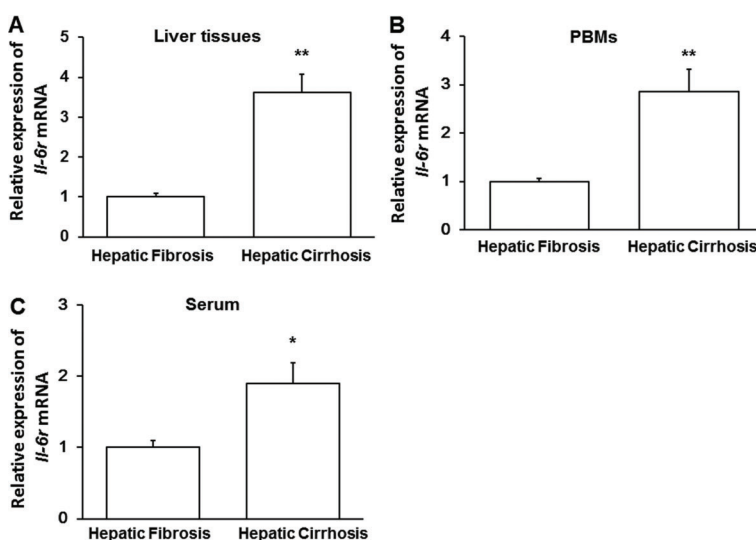 A
Liver tissues
Relative expression of
Il-6r mRNA
5
4
3
2
1
0
**
Hepatic Fibrosis
Hepatic Cirrhosis
B
PBMs
Relative expression of
Il-6r mRNA
4
3
2
1
0
**
Hepatic Fibrosis
Hepatic Cirrhosis
C
Serum
Relative expression of
Il-6r mRNA
3
2
1
0
*
Hepatic Fibrosis
Hepatic Cirrhosis